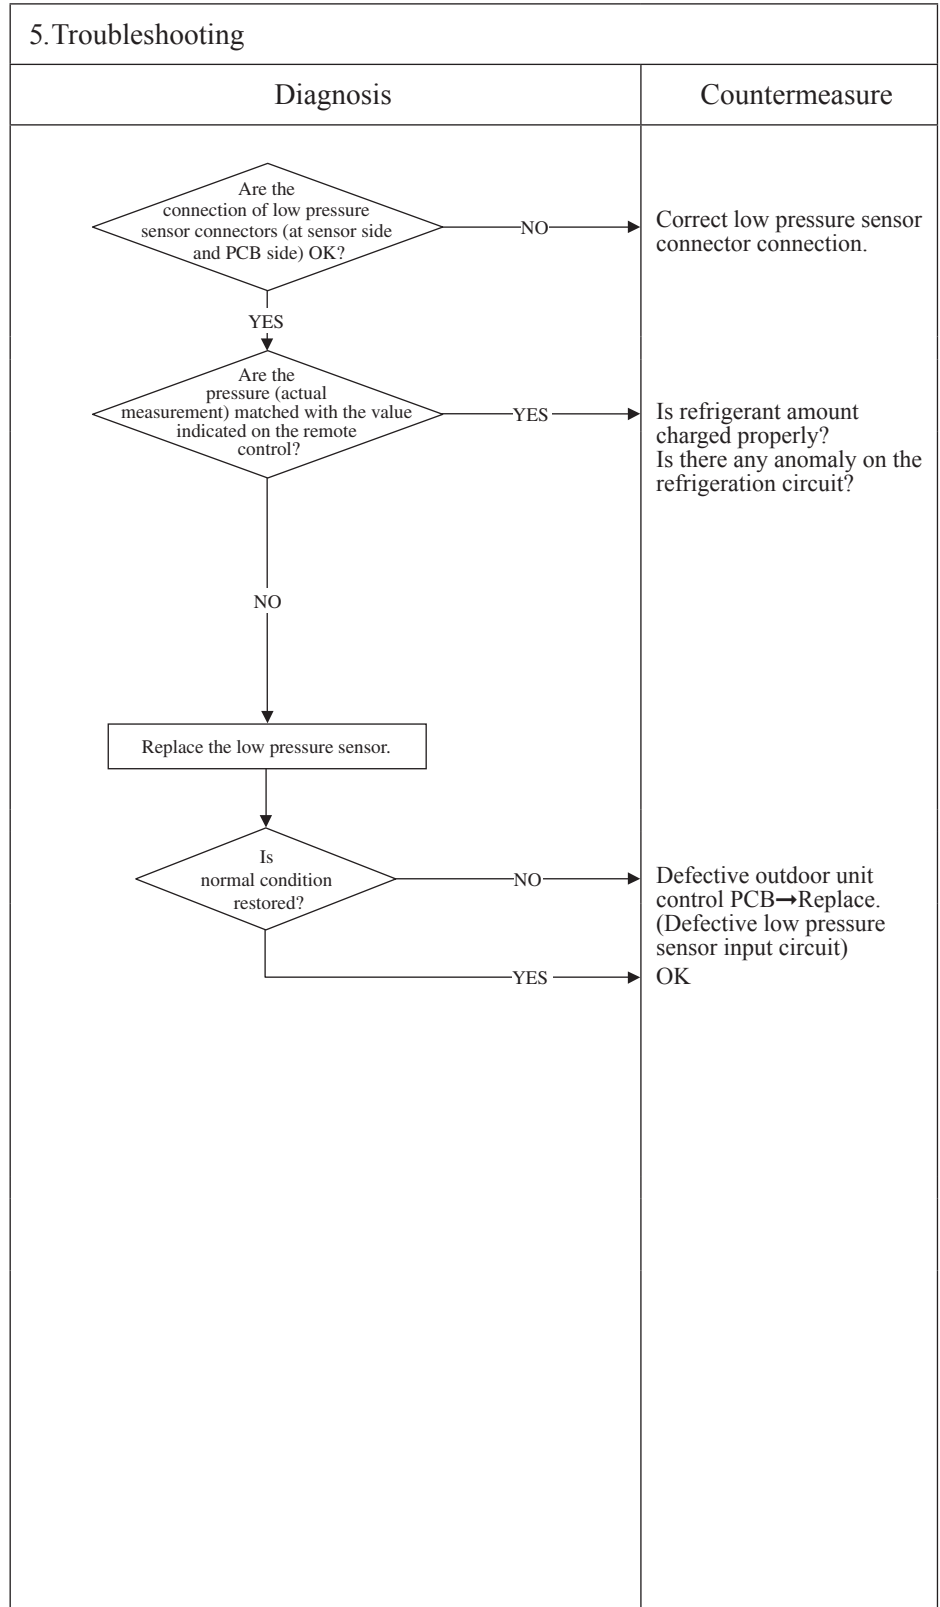 5.Troubleshooting
Diagnosis
Countermeasure
Are the
connection of low pressure
sensor connectors (at sensor side
and PCB side) OK?
NO
Correct low pressure sensor
connector connection.
YES
Are the
pressure (actual
measurement) matched with the value
indicated on the remote
control?
YES
Is refrigerant amount
charged properly?
Is there any anomaly on the
refrigeration circuit?
NO
Replace the low pressure sensor.
Is
normal condition
restored?
NO
Defective outdoor unit
control PCB→Replace.
(Defective low pressure
sensor input circuit)
YES
OK